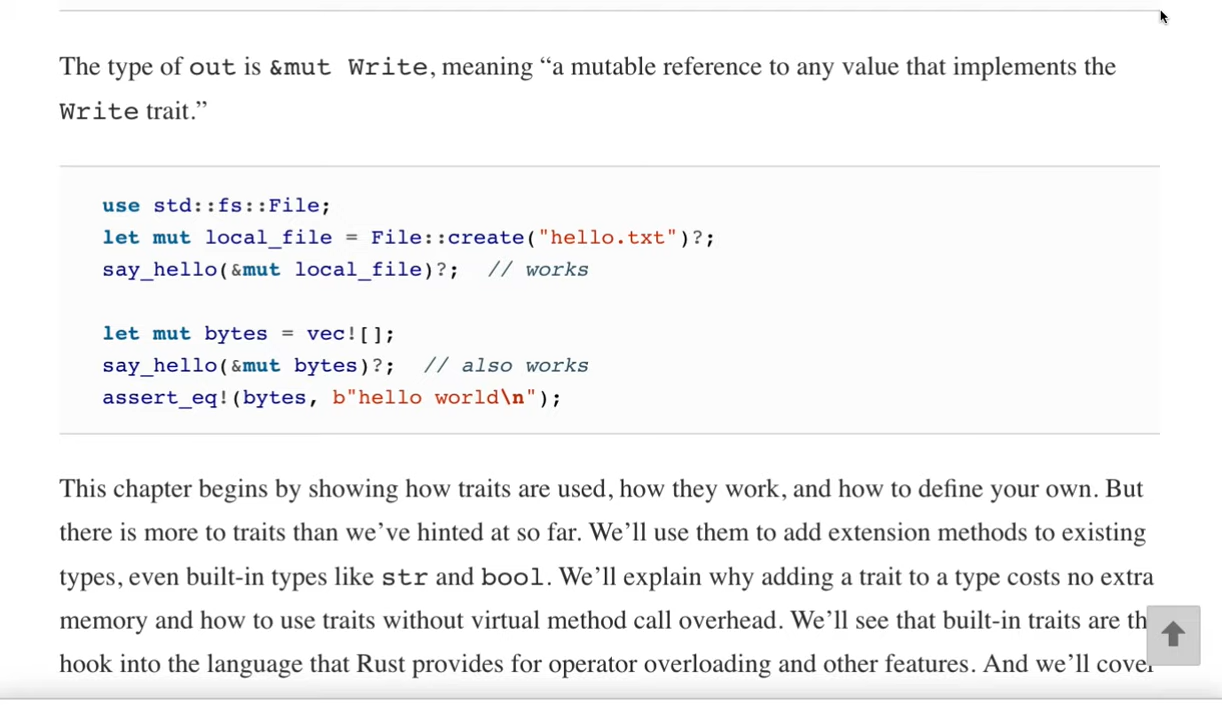 The type of out is &mut Write, meaning “a mutable reference to any value that implements the
Write trait.”
use std::fs::File;
let mut local_file = File::create("hello.txt")?;
say_hello(&mut local_file)?;  // works
let mut bytes = vec![];
say_hello(&mut bytes)?;  // also works
assert_eq!(bytes, b"hello world\n");
This chapter begins by showing how traits are used, how they work, and how to define your own. But
there is more to traits than we’ve hinted at so far. We’ll use them to add extension methods to existing
types, even built-in types like str and bool. We’ll explain why adding a trait to a type costs no extra
memory and how to use traits without virtual method call overhead. We’ll see that built-in traits are th
hook into the language that Rust provides for operator overloading and other features. And we’ll cover